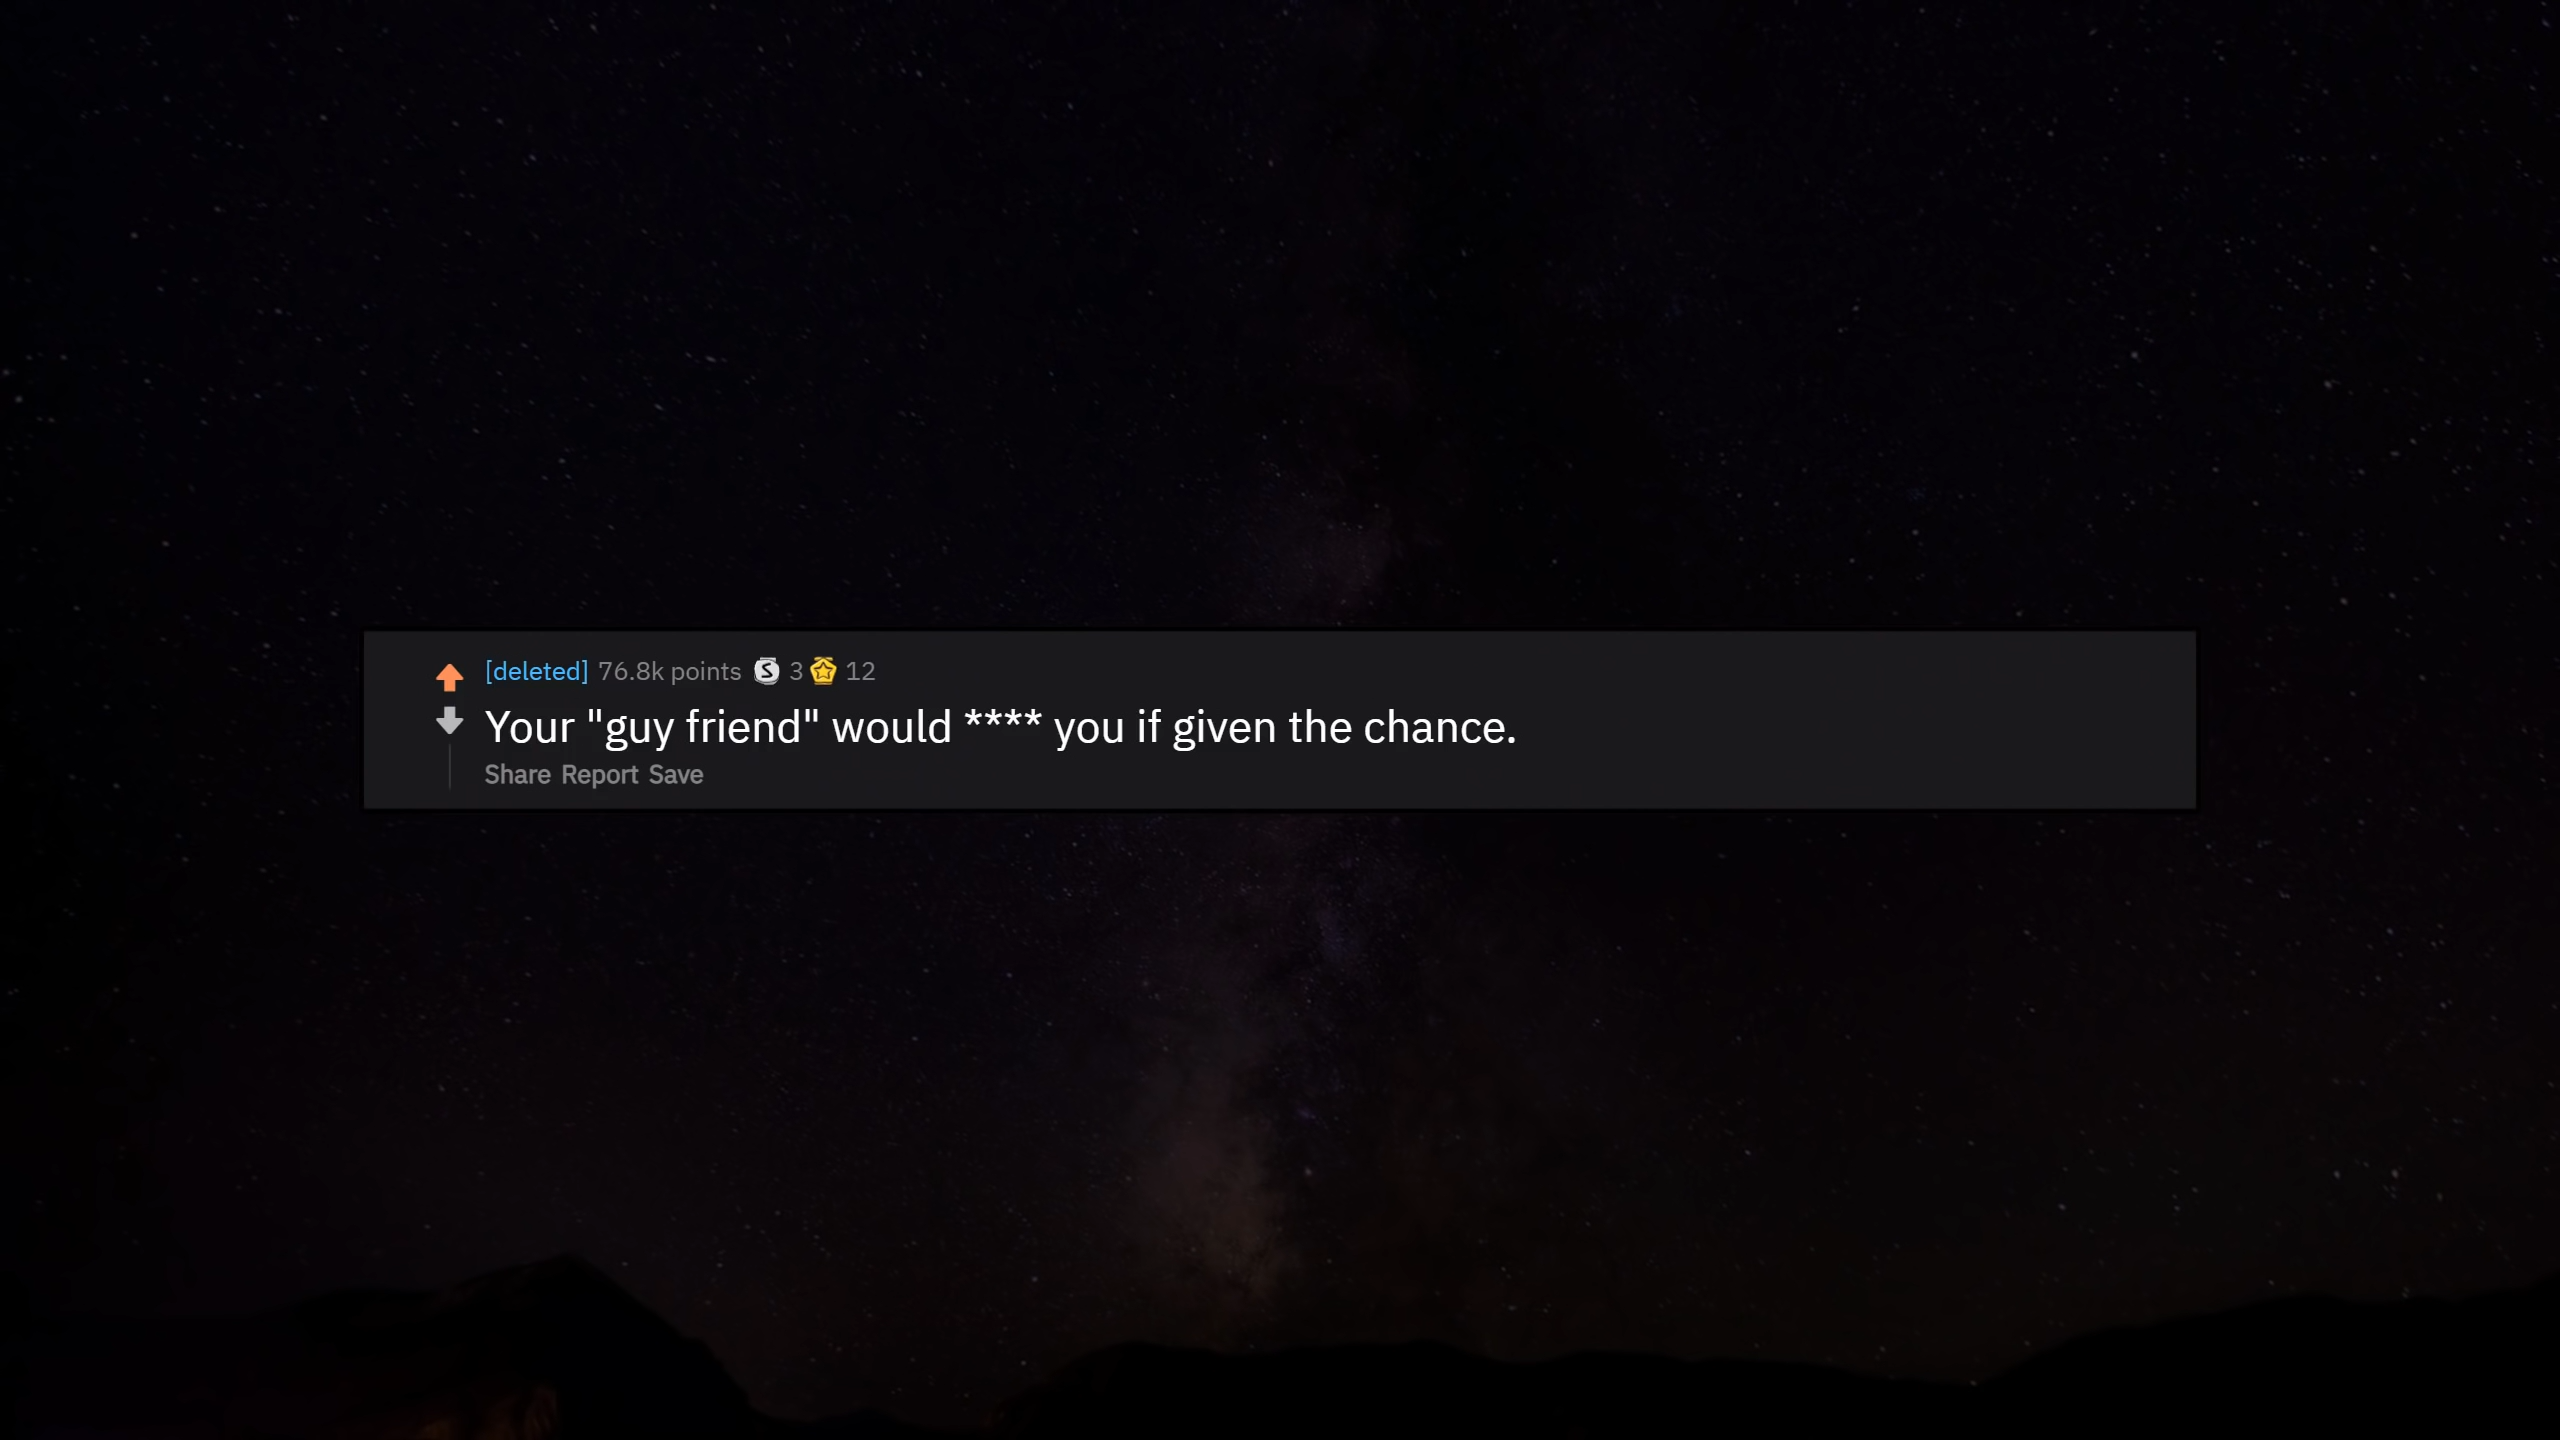 [deleted] 76.8k points S 3 12
Your "guy friend" would **** you if given the chance.
Share Report Save